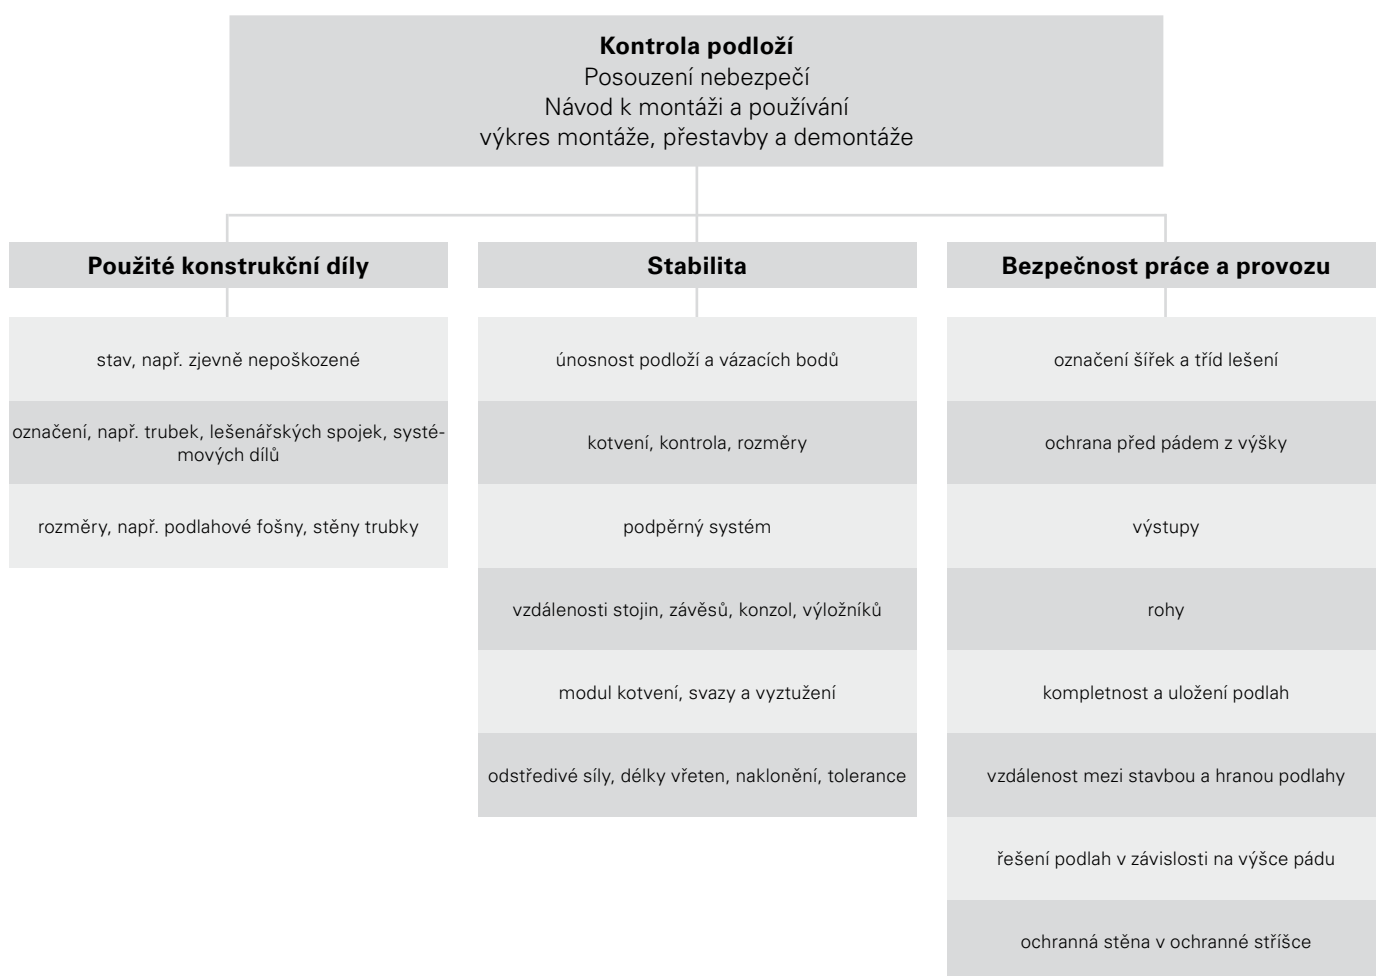 Kontrola podloží
Posouzení nebezpečí
Návod k montáži a používání
výkres montáže, přestavby a demontáže
Použité konstrukční díly
stav, např. zjevně nepoškozené
označení, např. trubek, lešenářských spojek, systé-
mových dílů
rozměry, např. podlahové fošny, stěny trubky
Stabilita
únosnost podloží a vázacích bodů
kotvení, kontrola, rozměry
podpěrný systém
vzdálenosti stojin, závěsů, konzol, výložníků
modul kotvení, svazy a vyztužení
odstředivé síly, délky vřeten, naklonění, tolerance
Bezpečnost práce a provozu
označení šířek a tříd lešení
ochrana před pádem z výšky
výstupy
rohy
kompletnost a uložení podlah
vzdálenost mezi stavbou a hranou podlahy
řešení podlah v závislosti na výšce pádu
ochranná stěna v ochranné stříšce